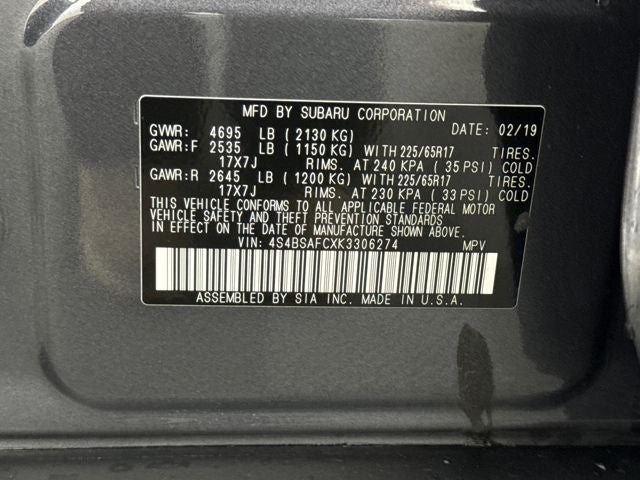 MFD BY SUBARU CORPORATION
GVWR: 4695 LB ( 2130 KG) DATE: 02/19
GAWR:F 2535 LB ( 1150 KG) WITH 225/65R17 TIRES.
17X7J RIMS. AT 240 KPA ( 35 PSI) COLD
GAWR:R 2645 LB ( 1200 KG) WITH 225/65R17 TIRES.
17X7J RIMS. AT 230 KPA ( 33 PSI) COLD
THIS VEHICLE CONFORMS TO ALL APPLICABLE FEDERAL MOTOR
VEHICLE SAFETY AND THEFT PREVENTION STANDARDS
IN EFFECT ON THE DATE OF MANUFACTURE SHOWN ABOVE.
VIN: 4S4BSAFCXK3306274 MPV
ASSEMBLED BY SIA INC. MADE IN U.S.A.